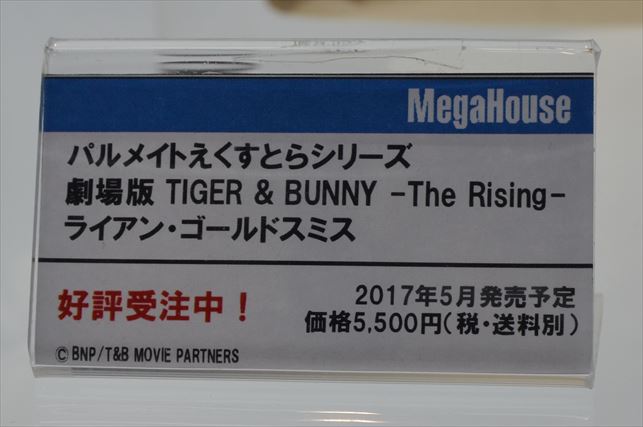 MegaHouse
パルメイトえくすとらシリーズ
劇場版 TIGER & BUNNY -The Rising-
ライアン・ゴールドスミス
好評受注中！
2017年5月発売予定
価格5,500円(税・送料別)
© BNP/T&B MOVIE PARTNERS